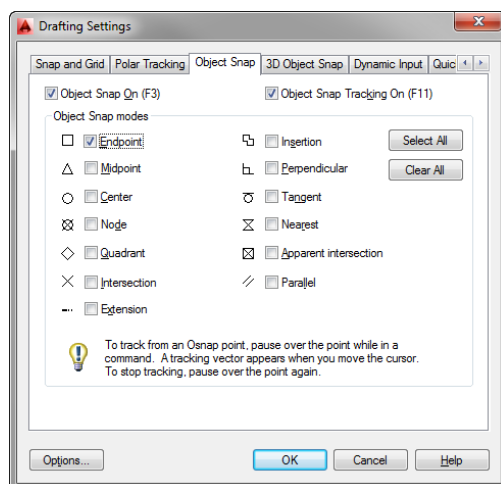 Drafting Settings
Snap and Grid Polar Tracking Object Snap 3D Object Snap Dynamic Input Quic
Object Snap On (F3) Object Snap Tracking On (F11)
Object Snap modes
Endpoint Insertion Select All
Midpoint Perpendicular Clear All
Center Tangent
Node Nearest
Quadrant Apparent intersection
Intersection Parallel
Extension
To track from an Osnap point, pause over the point while in a
command. A tracking vector appears when you move the cursor.
To stop tracking, pause over the point again.
Options... OK Cancel Help